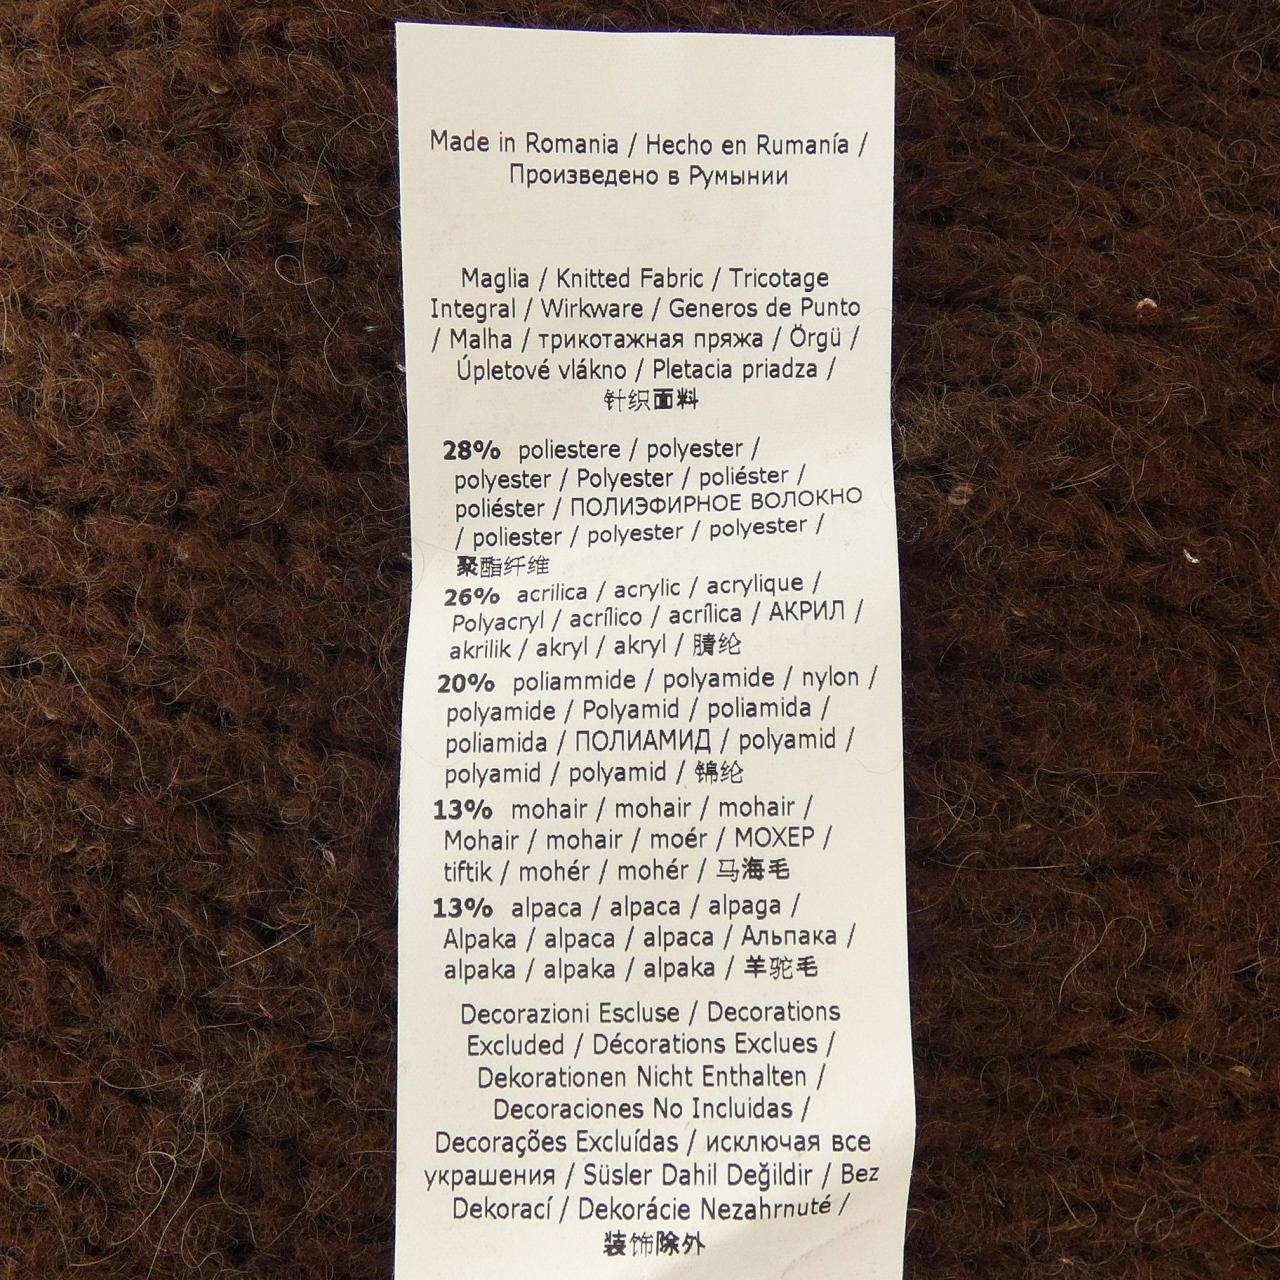 Made in Romania / Hecho en Rumanía /
Произведено в Румынии
Maglia / Knitted Fabric / Tricotage
Integral / Wirkware / Generos de Punto
/ Malha / трикотажная пряжа / Örgü /
Úpletové vlákno / Pletacia priadza /
针织面料
28% poliestere / polyester /
polyester / Polyester / poliéster /
poliéster / ПОЛИЭФИРНОЕ ВОЛОКНО
/ poliester / polyester / polyester /
聚酯纤维
26% acrilica / acrylic / acrylique /
Polyacryl / acrílico / acrílica / АКРИЛ /
akrilik / akryl / akryl / 腈纶
20% poliammide / polyamide / nylon /
polyamide / Polyamid / poliamida /
poliamida / ПОЛИАМИД / polyamid /
polyamid / polyamid / 锦纶
13% mohair / mohair / mohair /
Mohair / mohair / moér / МОХЕР /
tiftik / mohér / mohér / 马海毛
13% alpaca / alpaca / alpaga /
Alpaka / alpaca / alpaca / Альпака /
alpaka / alpaka / alpaka / 羊驼毛
Decorazioni Escluse / Decorations
Excluded / Décorations Exclues /
Dekorationen Nicht Enthalten /
Decoraciones No Incluidas /
Decorações Excluídas / исключая все
украшения / Süsler Dahil Değildir / Bez
Dekorací / Dekorácie Nezahrnuté /
装饰除外